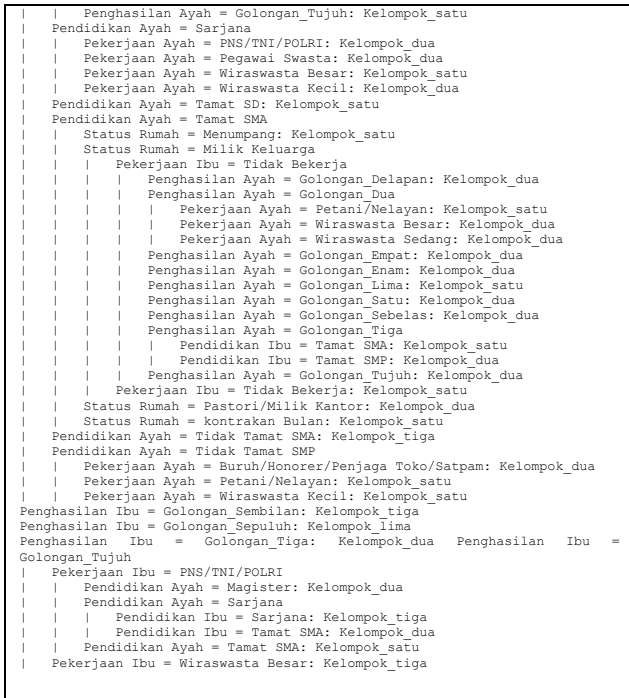 |    |    Penghasilan Ayah = Golongan_Tujuh: Kelompok_satu
|    Pendidikan Ayah = Sarjana
|    |    Pekerjaan Ayah = PNS/TNI/POLRI: Kelompok_dua
|    |    Pekerjaan Ayah = Pegawai Swasta: Kelompok_dua
|    |    Pekerjaan Ayah = Wiraswasta Besar: Kelompok_satu
|    |    Pekerjaan Ayah = Wiraswasta Kecil: Kelompok_dua
|    Pendidikan Ayah = Tamat SD: Kelompok_satu
|    Pendidikan Ayah = Tamat SMA
|    |    Status Rumah = Menumpang: Kelompok_satu
|    |    Status Rumah = Milik Keluarga
|    |    |    Pekerjaan Ibu = Tidak Bekerja
|    |    |    |    Penghasilan Ayah = Golongan_Delapan: Kelompok_dua
|    |    |    |    Penghasilan Ayah = Golongan_Dua
|    |    |    |    |    Pekerjaan Ayah = Petani/Nelayan: Kelompok_satu
|    |    |    |    |    Pekerjaan Ayah = Wiraswasta Besar: Kelompok_dua
|    |    |    |    |    Pekerjaan Ayah = Wiraswasta Sedang: Kelompok_dua
|    |    |    |    Penghasilan Ayah = Golongan_Empat: Kelompok_dua
|    |    |    |    Penghasilan Ayah = Golongan_Enam: Kelompok_dua
|    |    |    |    Penghasilan Ayah = Golongan_Lima: Kelompok_satu
|    |    |    |    Penghasilan Ayah = Golongan_Satu: Kelompok_dua
|    |    |    |    Penghasilan Ayah = Golongan_Sebelas: Kelompok_dua
|    |    |    |    Penghasilan Ayah = Golongan_Tiga
|    |    |    |    |    Pendidikan Ibu = Tamat SMA: Kelompok_satu
|    |    |    |    |    Pendidikan Ibu = Tamat SMP: Kelompok_dua
|    |    |    |    Penghasilan Ayah = Golongan_Tujuh: Kelompok_dua
|    |    |    Pekerjaan Ibu = Tidak Bekerja: Kelompok_satu
|    |    Status Rumah = Pastori/Milik Kantor: Kelompok_dua
|    |    Status Rumah = kontrakan Bulan: Kelompok_satu
|    Pendidikan Ayah = Tidak Tamat SMA: Kelompok_tiga
|    Pendidikan Ayah = Tidak Tamat SMP
|    |    Pekerjaan Ayah = Buruh/Honorer/Penjaga Toko/Satpam: Kelompok_dua
|    |    Pekerjaan Ayah = Petani/Nelayan: Kelompok_satu
|    |    Pekerjaan Ayah = Wiraswasta Kecil: Kelompok_satu
Penghasilan Ibu = Golongan_Sembilan: Kelompok_tiga
Penghasilan Ibu = Golongan_Sepuluh: Kelompok_lima
Penghasilan Ibu = Golongan_Tiga: Kelompok_dua Penghasilan Ibu =
Golongan_Tujuh
|    Pekerjaan Ibu = PNS/TNI/POLRI
|    |    Pendidikan Ayah = Magister: Kelompok_dua
|    |    Pendidikan Ayah = Sarjana
|    |    |    Pendidikan Ibu = Sarjana: Kelompok_tiga
|    |    |    Pendidikan Ibu = Tamat SMA: Kelompok_dua
|    |    Pendidikan Ayah = Tamat SMA: Kelompok_satu
|    Pekerjaan Ibu = Wiraswasta Besar: Kelompok_tiga